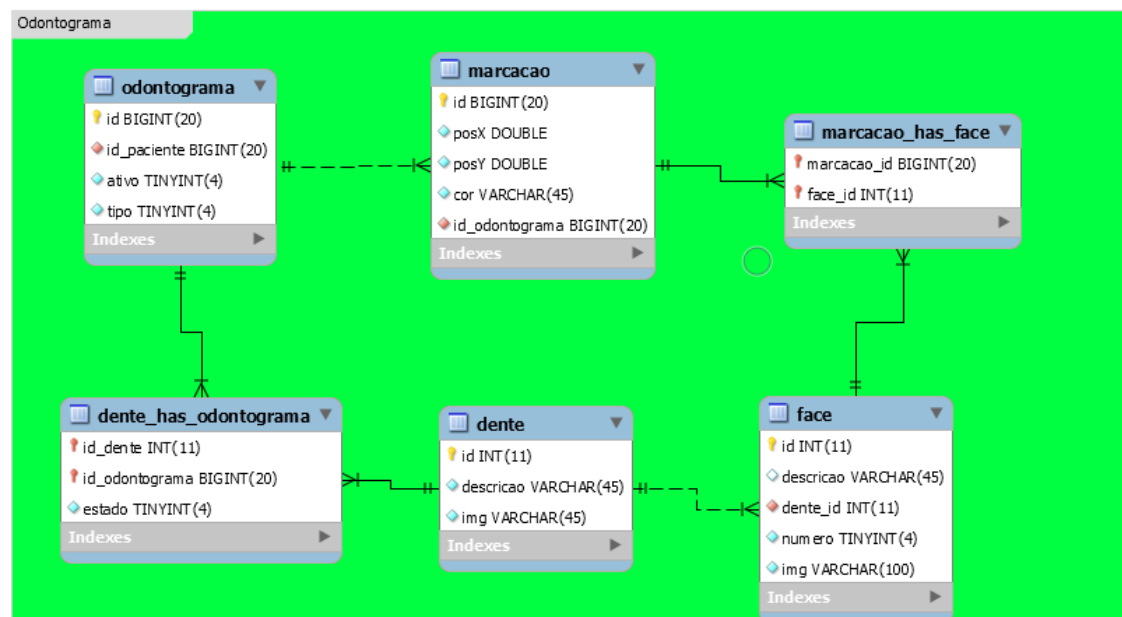 Odontograma
odontograma
id BIGINT(20)
id_paciente BIGINT(20)
ativo TINYINT(4)
tipo TINYINT(4)
Indexes
marcacao
id BIGINT(20)
posX DOUBLE
posY DOUBLE
cor VARCHAR(45)
id_odontograma BIGINT(20)
Indexes
marcacao_has_face
marcacao_id BIGINT(20)
face_id INT(11)
Indexes
dente_has_odontograma
id_dente INT(11)
id_odontograma BIGINT(20)
estado TINYINT(4)
Indexes
dente
id INT(11)
descricao VARCHAR(45)
img VARCHAR(45)
Indexes
face
id INT(11)
descricao VARCHAR(45)
dente_id INT(11)
numero TINYINT(4)
img VARCHAR(100)
Indexes